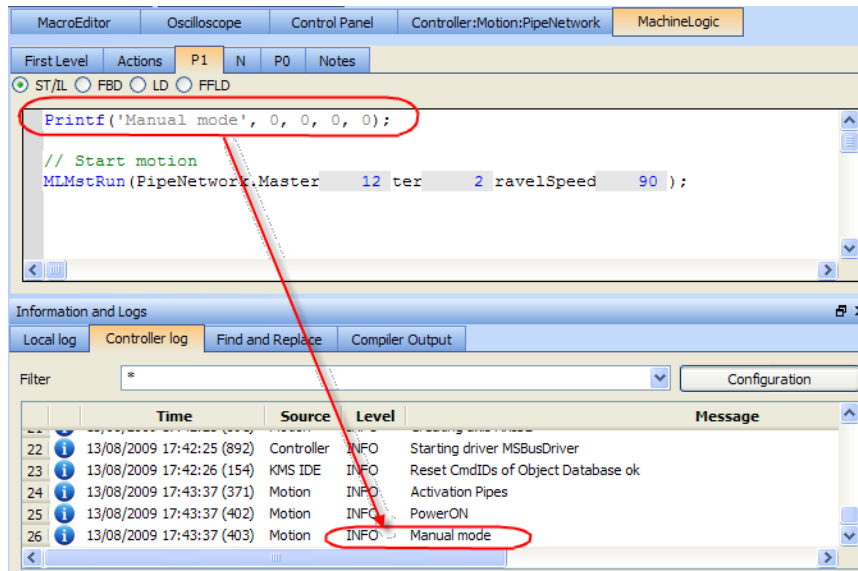 MacroEditor Oscilloscope Control Panel Controller:Motion:PipeNetwork MachineLogic
First Level Actions P1 N P0 Notes
ST/IL FBD LD FFLD
Printf('Manual mode', 0, 0, 0, 0);
// Start motion
MLMstRun(PipeNetwork.Master 12 ter 2 ravelSpeed 90 );
Information and Logs
Local log Controller log Find and Replace Compiler Output
Filter * Configuration
Time Source Level Message
22 13/08/2009 17:42:25 (892) Controller INFO Starting driver MSBusDriver
23 13/08/2009 17:42:26 (154) KMS IDE INFO Reset CmdIDs of Object Database ok
24 13/08/2009 17:43:37 (371) Motion INFO Activation Pipes
25 13/08/2009 17:43:37 (402) Motion INFO PowerON
26 13/08/2009 17:43:37 (403) Motion INFO Manual mode